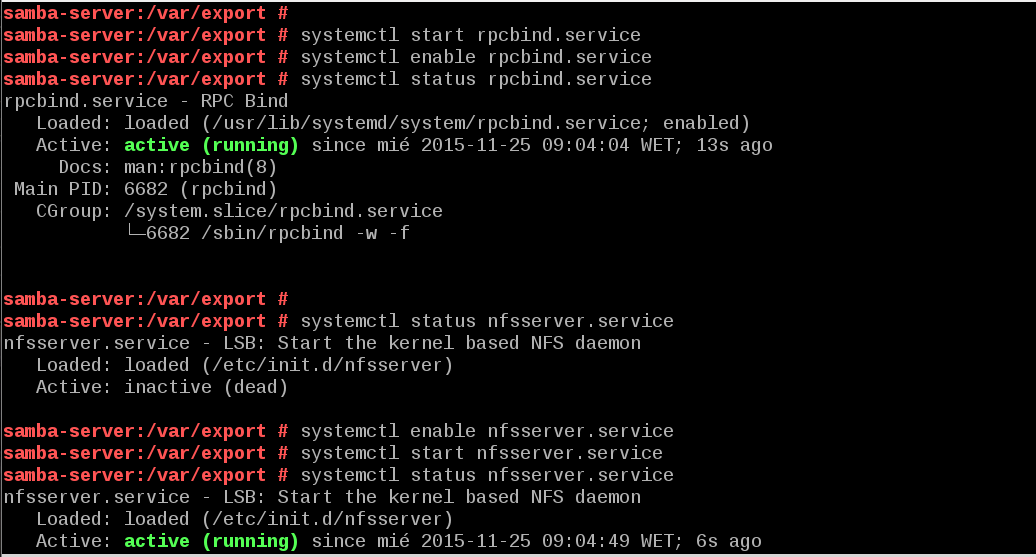 samba-server:/var/export #
samba-server:/var/export # systemctl start rpcbind.service
samba-server:/var/export # systemctl enable rpcbind.service
samba-server:/var/export # systemctl status rpcbind.service
rpcbind.service - RPC Bind
   Loaded: loaded (/usr/lib/systemd/system/rpcbind.service; enabled)
   Active: active (running) since mié 2015-11-25 09:04:04 WET; 13s ago
     Docs: man:rpcbind(8)
 Main PID: 6682 (rpcbind)
   CGroup: /system.slice/rpcbind.service
           └─6682 /sbin/rpcbind -w -f
samba-server:/var/export #
samba-server:/var/export # systemctl status nfsserver.service
nfsserver.service - LSB: Start the kernel based NFS daemon
   Loaded: loaded (/etc/init.d/nfsserver)
   Active: inactive (dead)
samba-server:/var/export # systemctl enable nfsserver.service
samba-server:/var/export # systemctl start nfsserver.service
samba-server:/var/export # systemctl status nfsserver.service
nfsserver.service - LSB: Start the kernel based NFS daemon
   Loaded: loaded (/etc/init.d/nfsserver)
   Active: active (running) since mié 2015-11-25 09:04:49 WET; 6s ago